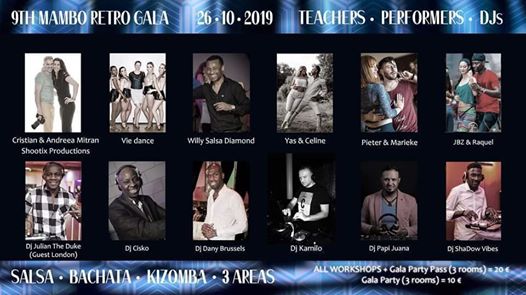 9TH MAMBO RETRO GALA 26•10•2019 TEACHERS • PERFORMERS • DJs
Cristian & Andreea Mitran
Shootix Productions
Vie dance
Willy Salsa Diamond
Yas & Celine
Pieter & Marieke
JBZ & Raquel
Dj Julian The Duke
(Guest London)
Dj Cisko
Dj Dany Brussels
Dj Kamilo
Dj Papi Juana
Dj ShaDow Vibes
SALSA • BACHATA • KIZOMBA • 3 AREAS
ALL WORKSHOPS + Gala Party Pass (3 rooms) = 20 €
Gala Party (3 rooms) = 10 €